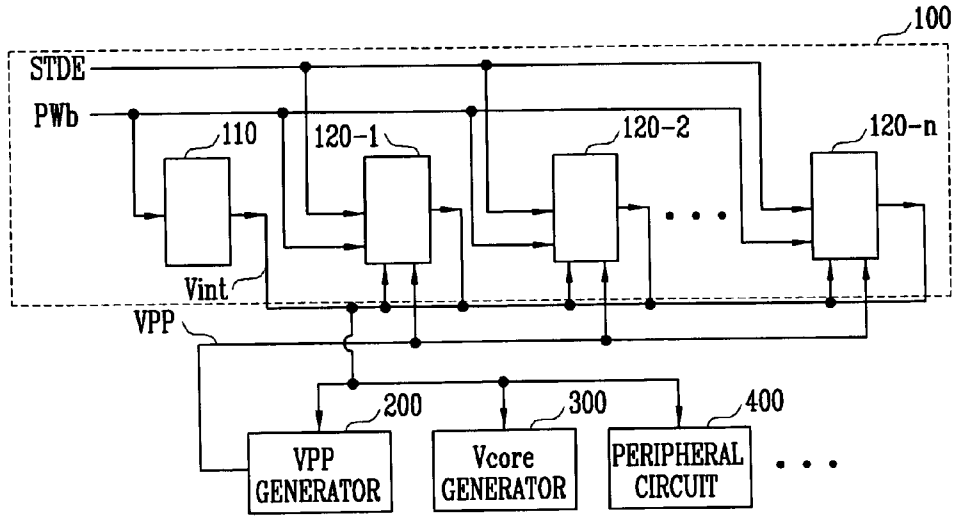 100
STDE
PWb
110
120-1
120-2
120-n
Vint
VPP
200
300
400
VPP
GENERATOR
Vcore
GENERATOR
PERIPHERAL
CIRCUIT